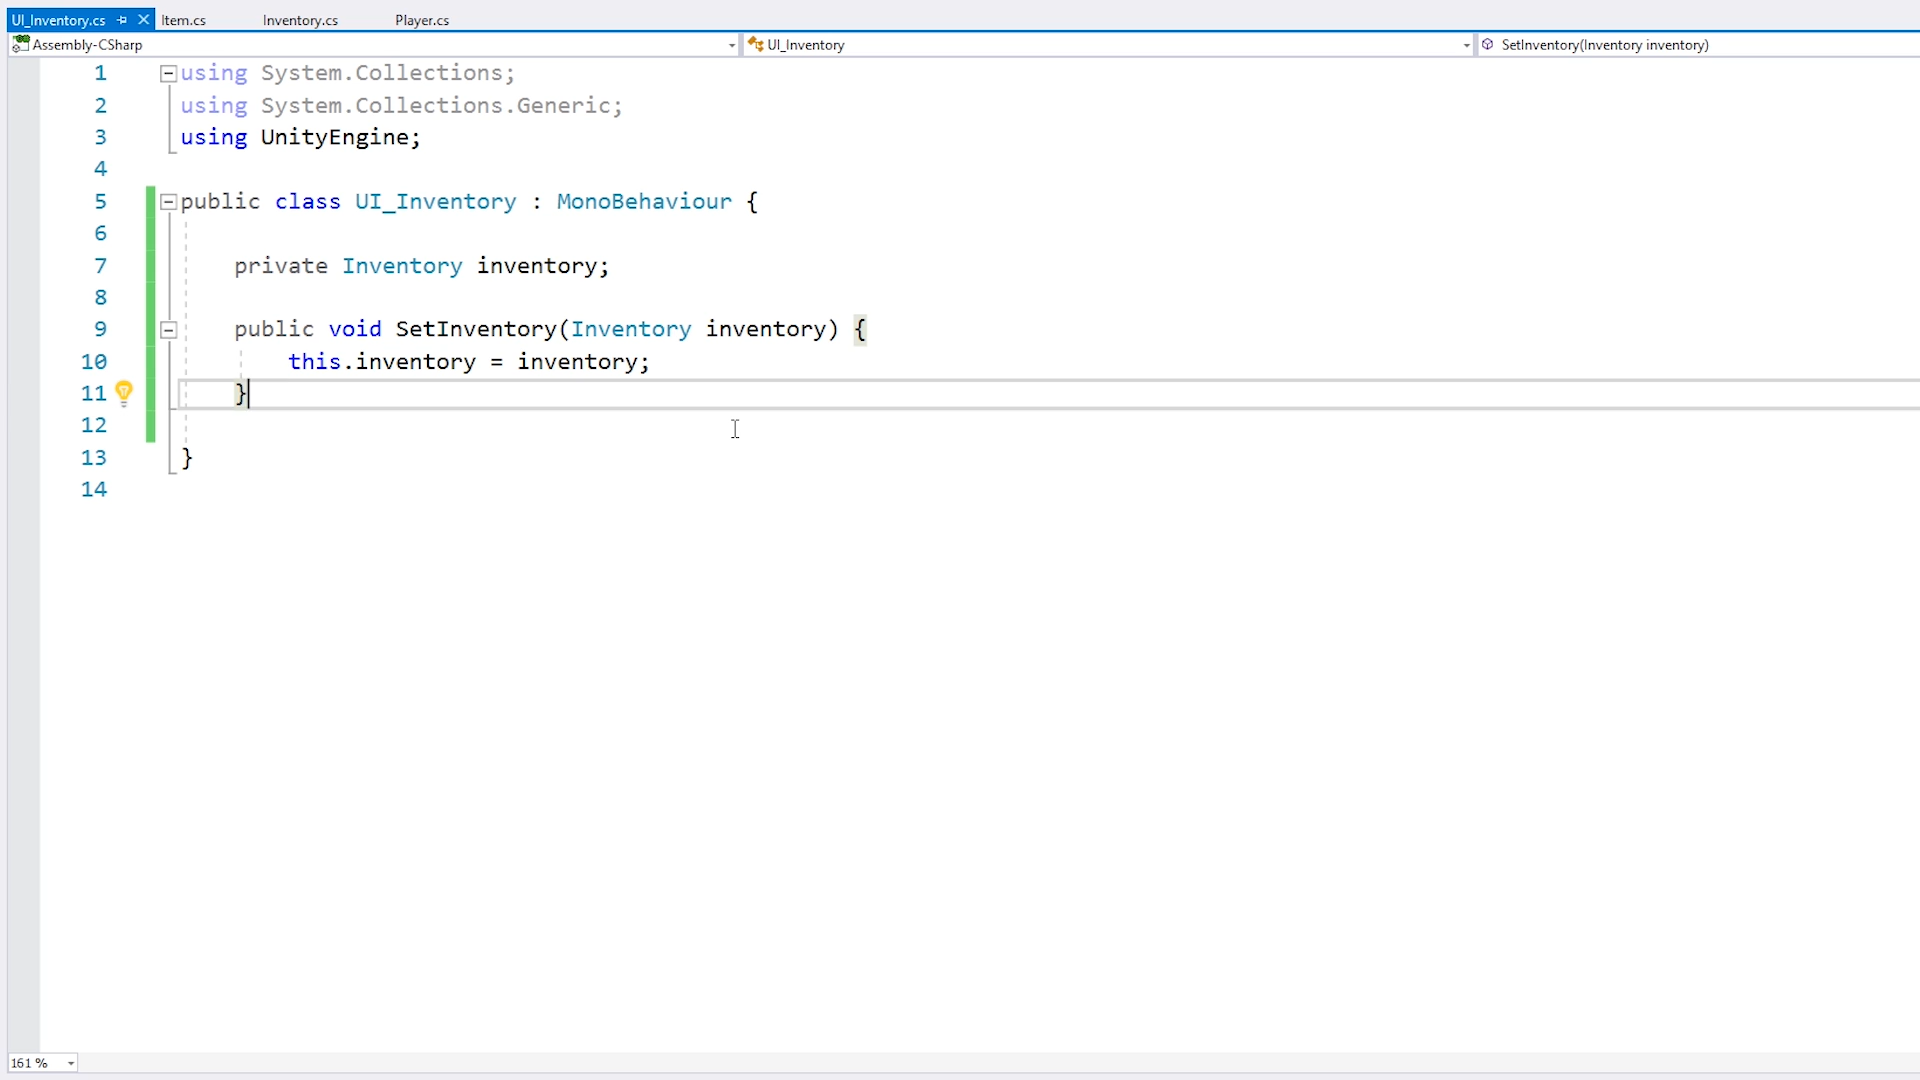 UI_Inventory.cs Item.cs Inventory.cs Player.cs
Assembly-CSharp UI_Inventory SetInventory(Inventory inventory)
1 using System.Collections;
2 using System.Collections.Generic;
3 using UnityEngine;
4
5 public class UI_Inventory : MonoBehaviour {
6
7 private Inventory inventory;
8
9 public void SetInventory(Inventory inventory) {
10 this.inventory = inventory;
11 }
12
13 }
14
161 %